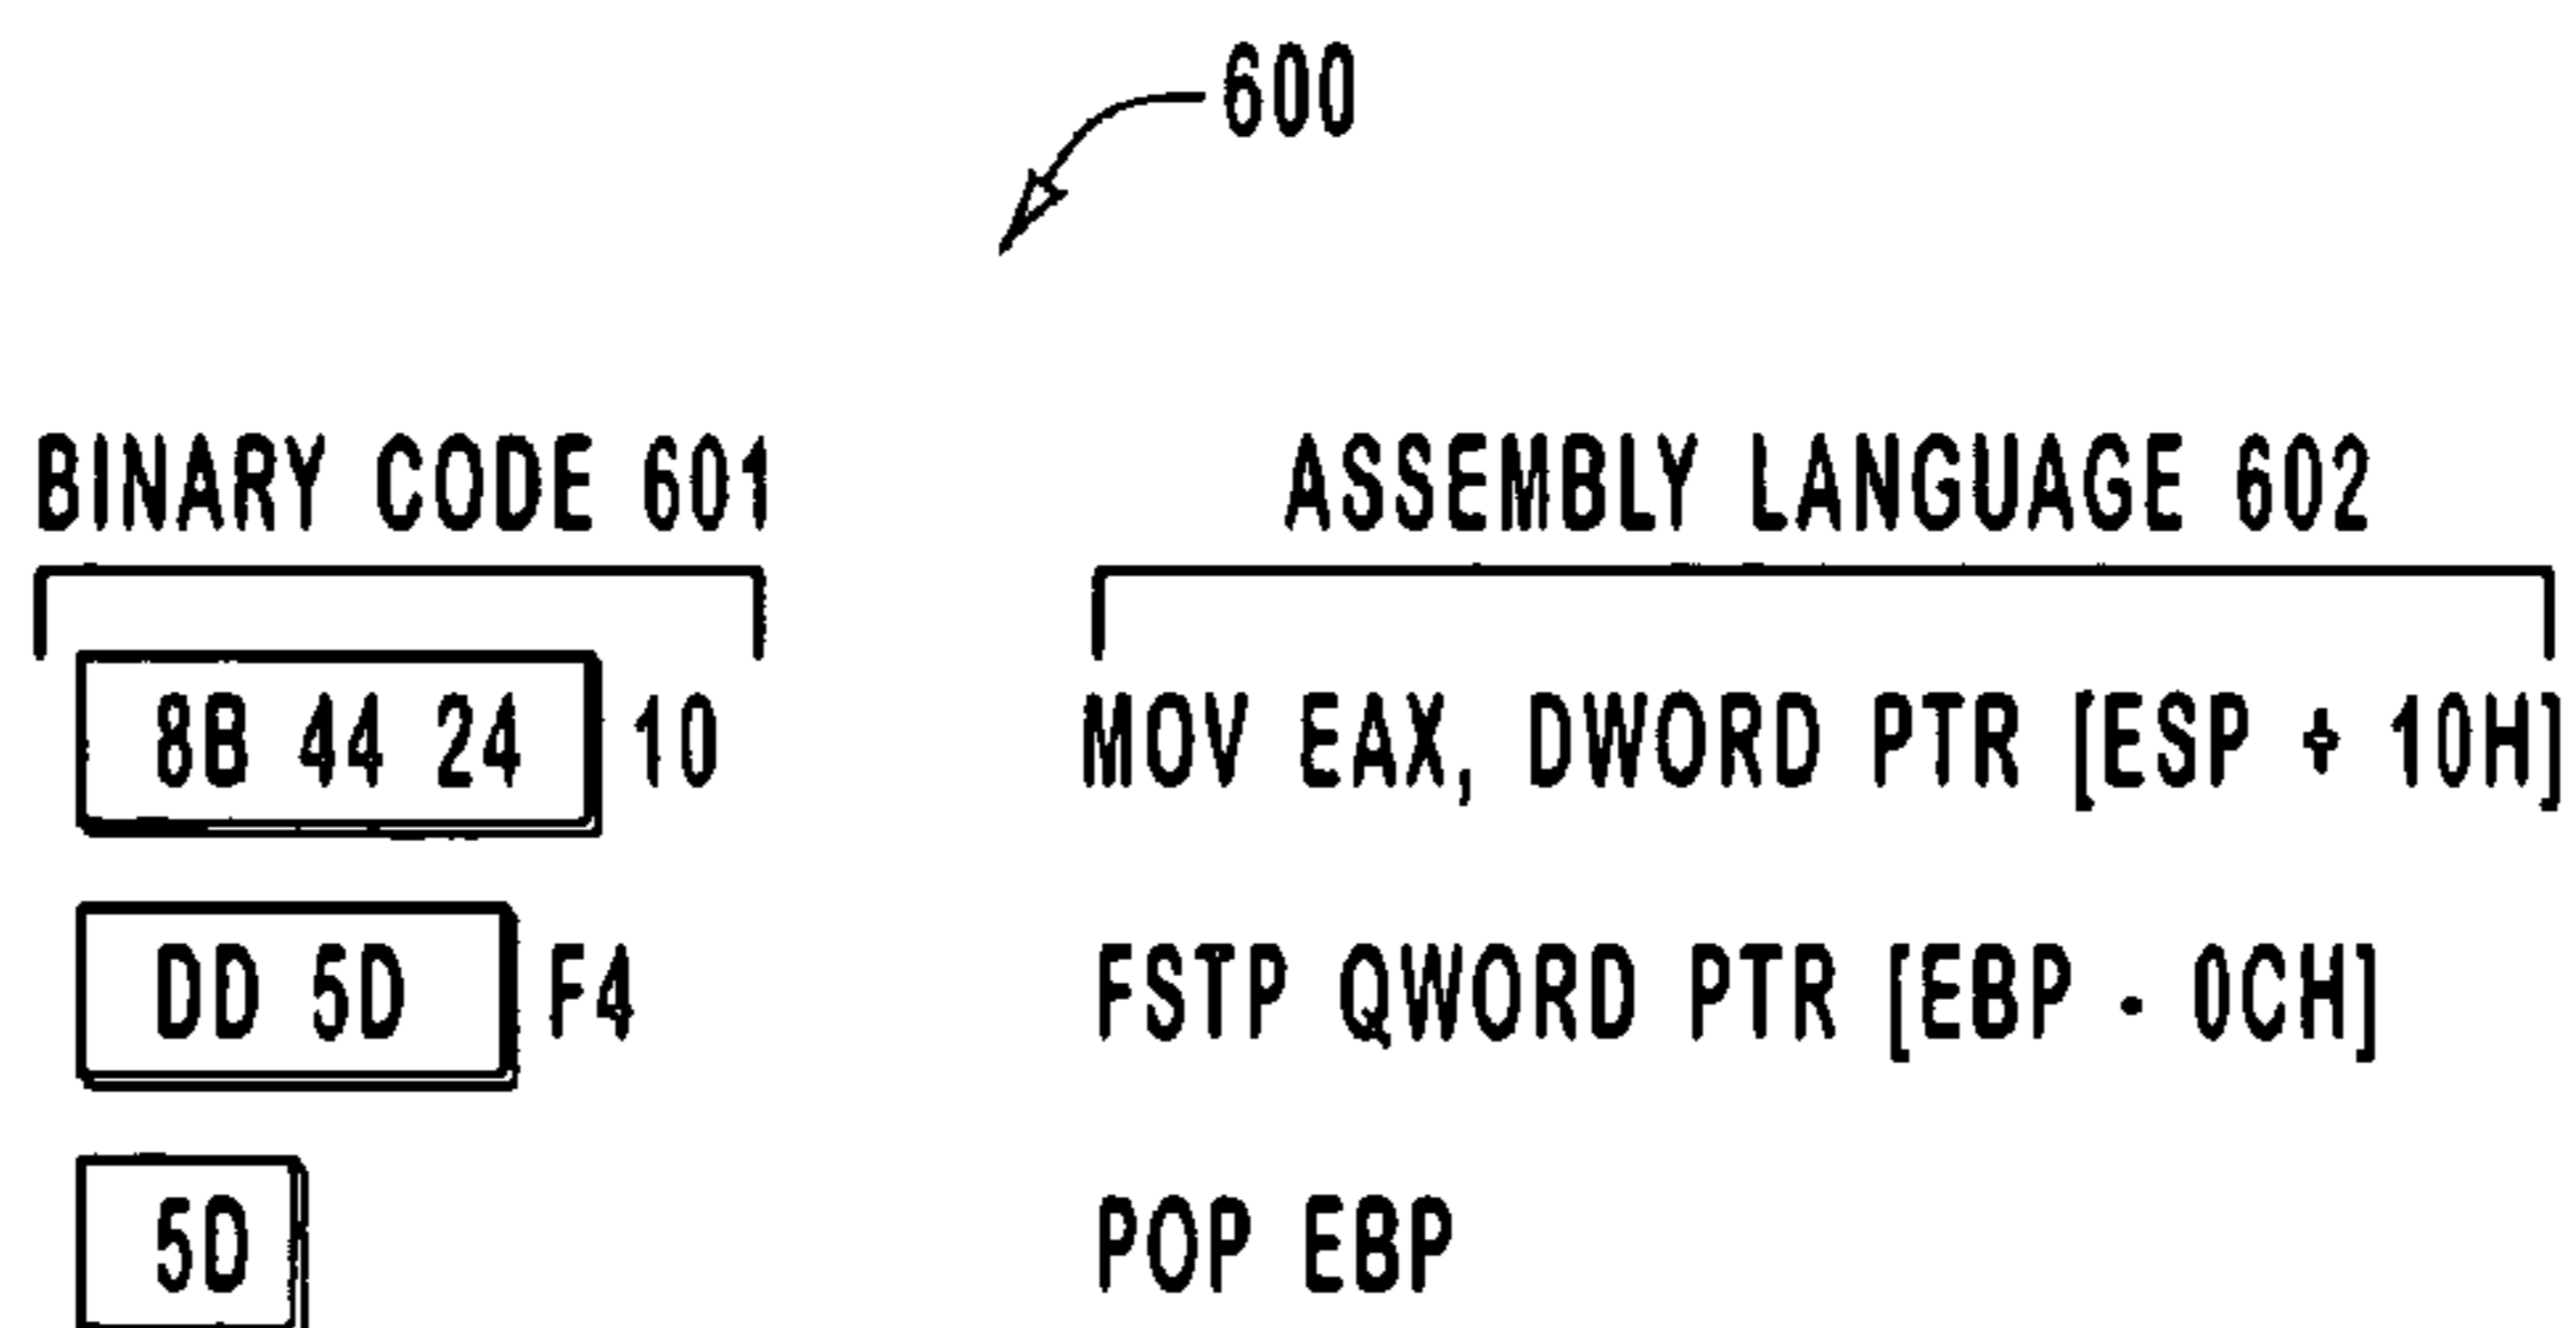 600
BINARY CODE 601 ASSEMBLY LANGUAGE 602
8B 44 24 10 MOV EAX, DWORD PTR [ESP + 10H]
DD 5D F4 FSTP QWORD PTR [EBP - 0CH]
5D POP EBP